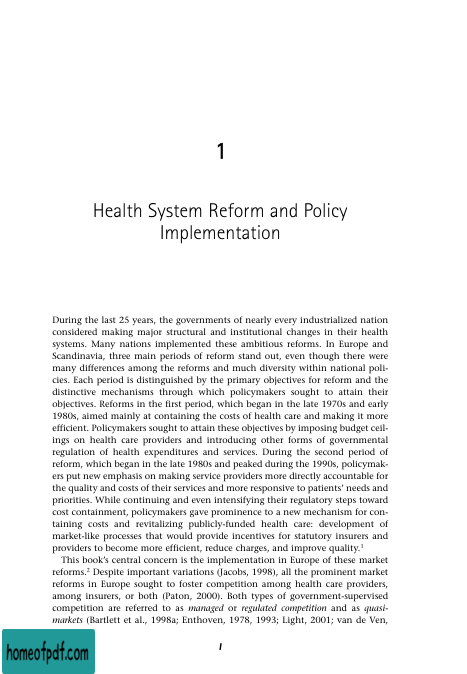 1
Health System Reform and Policy
Implementation
During the last 25 years, the governments of nearly every industrialized nation
considered making major structural and institutional changes in their health
systems. Many nations implemented these ambitious reforms. In Europe and
Scandinavia, three main periods of reform stand out, even though there were
many differences among the reforms and much diversity within national poli-
cies. Each period is distinguished by the primary objectives for reform and the
distinctive mechanisms through which policymakers sought to attain their
objectives. Reforms in the first period, which began in the late 1970s and early
1980s, aimed mainly at containing the costs of health care and making it more
efficient. Policymakers sought to attain these objectives by imposing budget ceil-
ings on health care providers and introducing other forms of governmental
regulation of health expenditures and services. During the second period of
reform, which began in the late 1980s and peaked during the 1990s, policymak-
ers put new emphasis on making service providers more directly accountable for
the quality and costs of their services and more responsive to patients' needs and
priorities. While continuing and even intensifying their regulatory steps toward
cost containment, policymakers gave prominence to a new mechanism for con-
taining costs and revitalizing publicly-funded health care: development of
market-like processes that would provide incentives for statutory insurers and
providers to become more efficient, reduce charges, and improve quality.¹
This book's central concern is the implementation in Europe of these market
reforms.² Despite important variations (Jacobs, 1998), all the prominent market
reforms in Europe sought to foster competition among health care providers,
among insurers, or both (Paton, 2000). Both types of government-supervised
competition are referred to as managed or regulated competition and as quasi-
markets (Bartlett et al., 1998a; Enthoven, 1978, 1993; Light, 2001; van de Ven,
1
homeofpdf.com